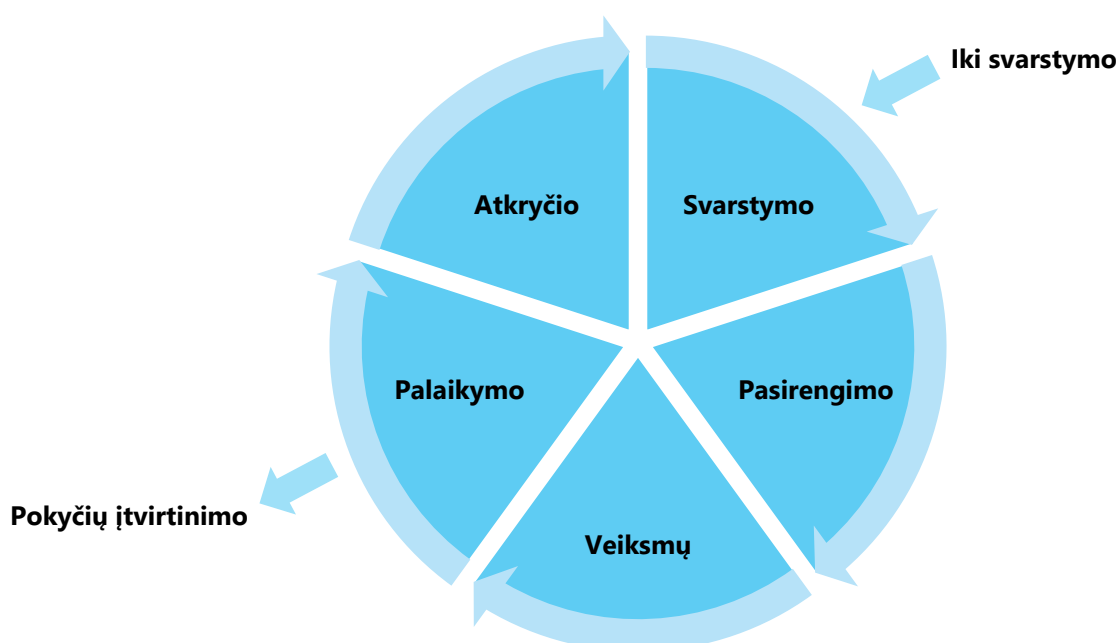 Iki svarstymo
Atkryčio
Svarstymo
Palaikymo
Pasirengimo
Pokyčių įtvirtinimo
Veiksmų